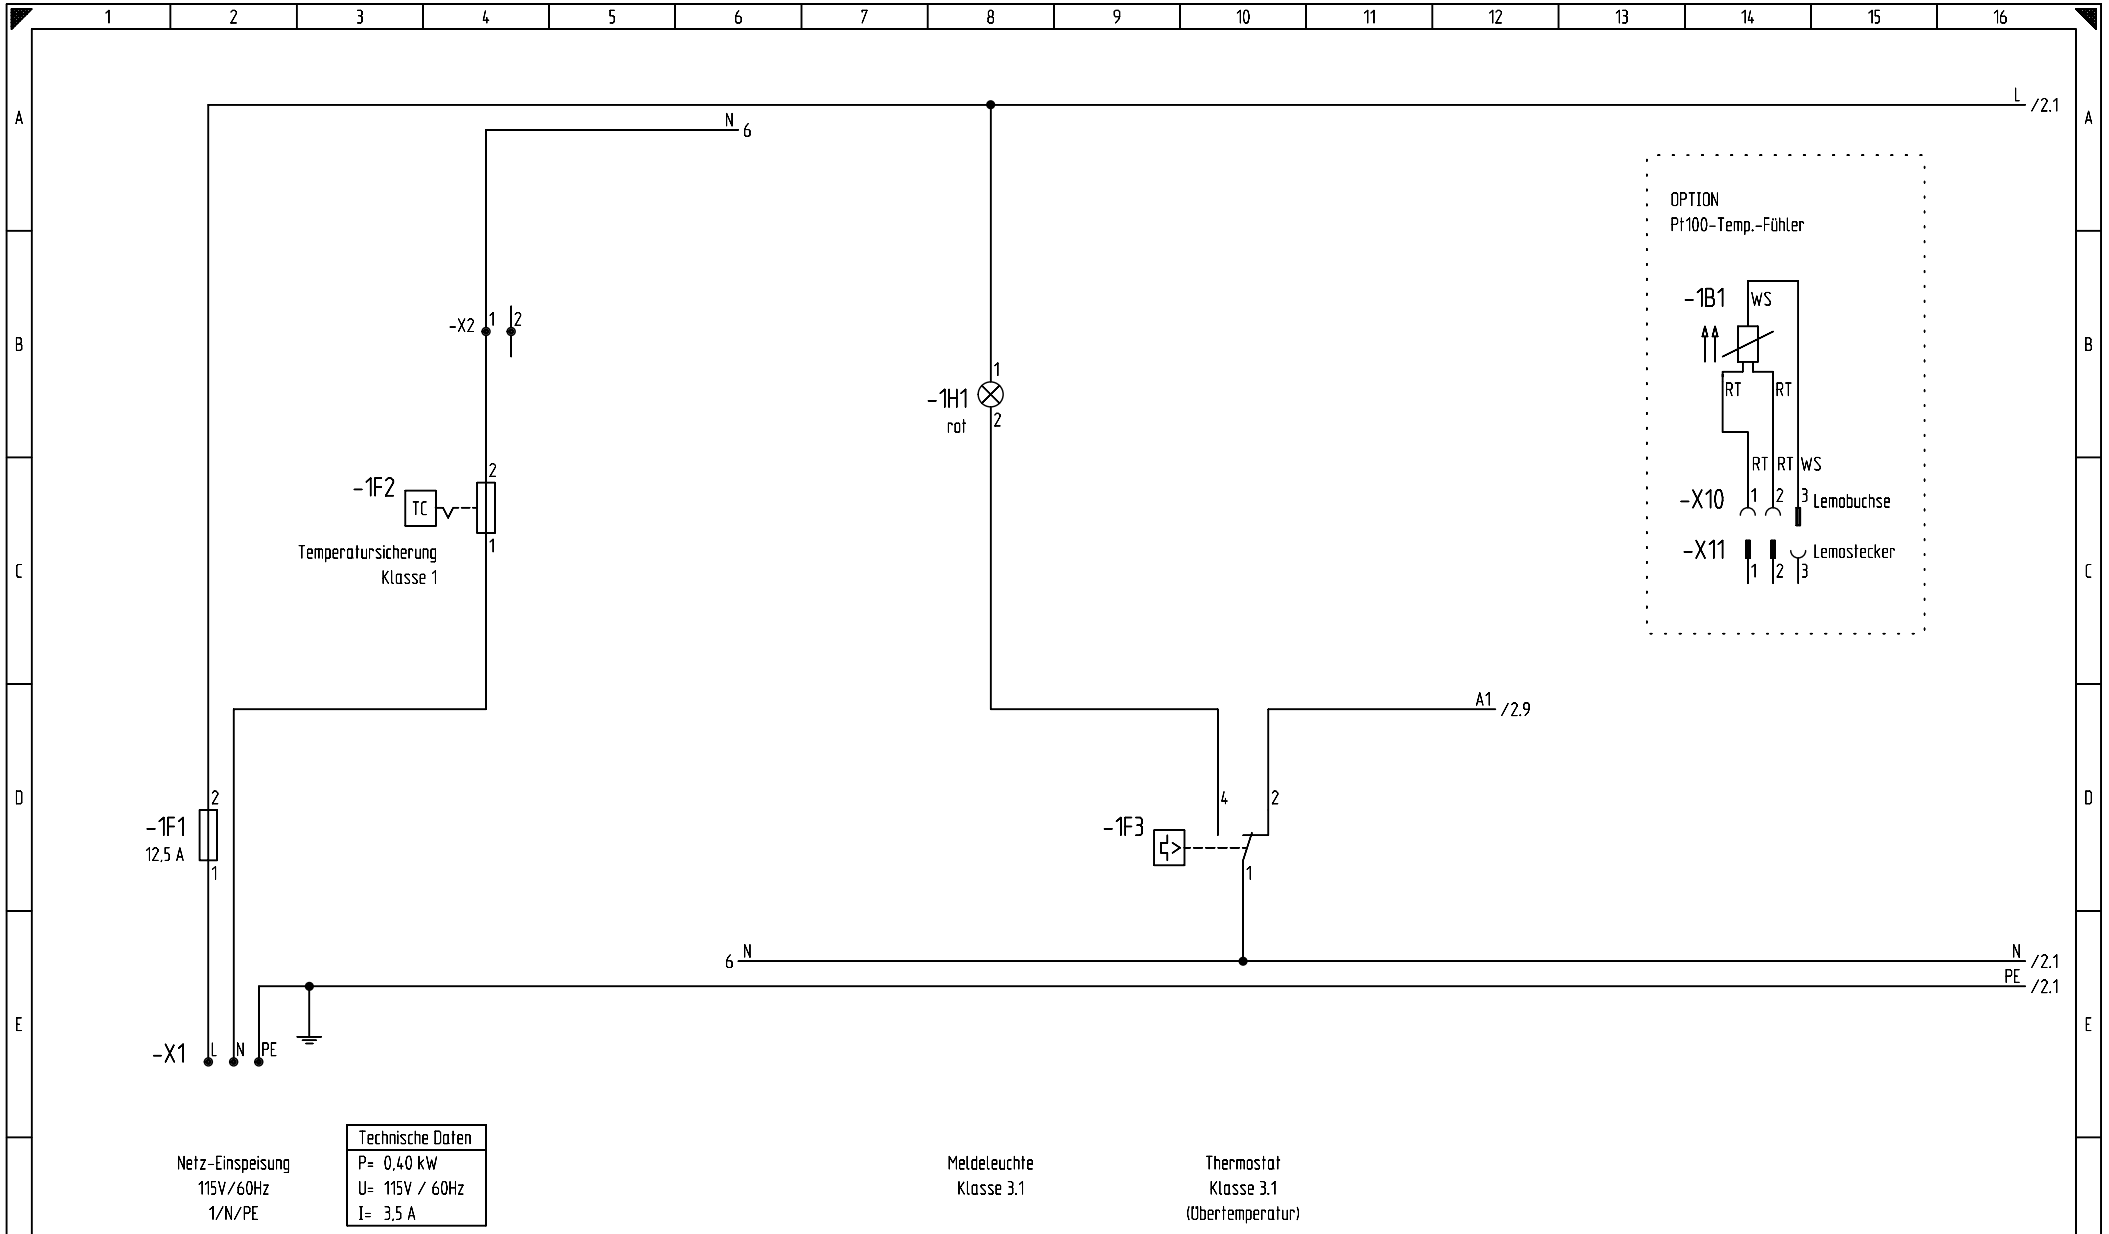 1 2 3 4 5 6 7 8 9 10 11 12 13 14 15 16
A
L /2.1
A
N 6
OPTION
Pt100-Temp.-Fühler
-1B1 WS
-X2 1 2
B
B
1
-1H1
2
rot
RT RT
2
RT RT WS
-1F2
TC
-X10 1 2 3 Lemobuchse
1
Temperatursicherung
Klasse 1
-X11 Lemostecker
1 2 3
C
C
A1 /2.9
D
2
4 2
D
-1F1
12,5 A
1
-1F3
1
6 N
N /2.1
PE /2.1
E
E
-X1 L N PE
Netz-Einspeisung
115V/60Hz
1/N/PE
Technische Daten
P= 0,40 kW
U= 115V / 60Hz
I= 3,5 A
Meldeleuchte
Klasse 3.1
Thermostat
Klasse 3.1
(Übertemperatur)